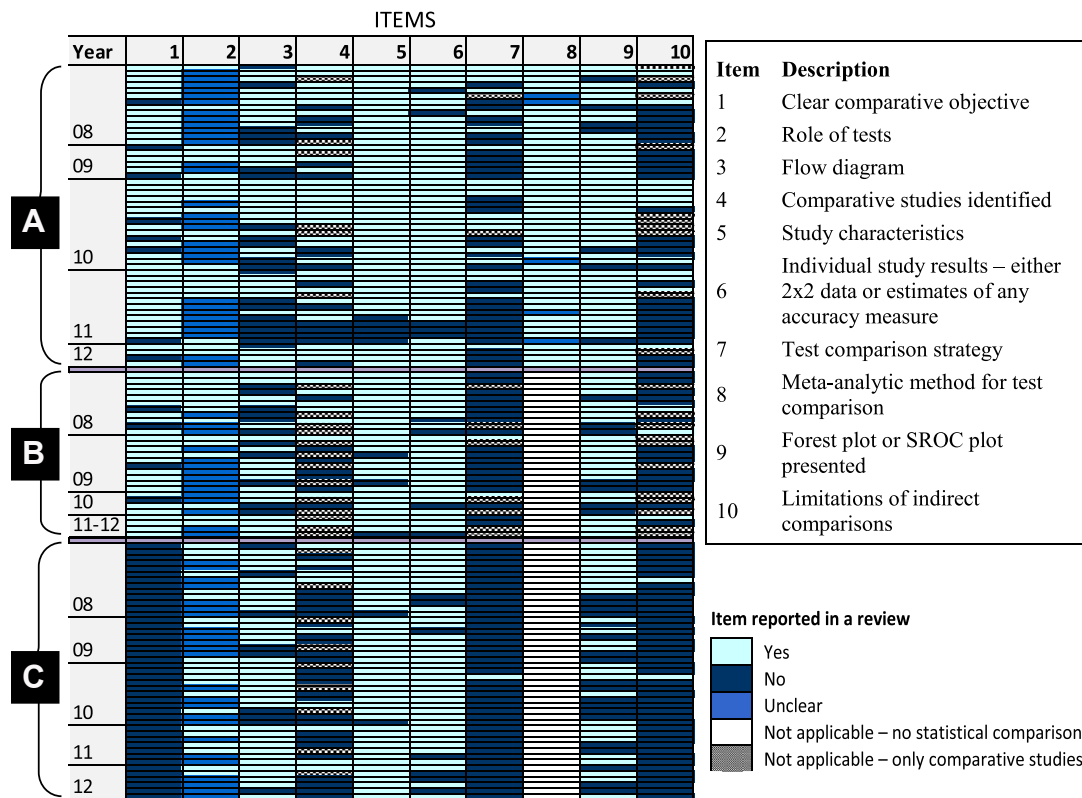 ITEMS
Year 1 2 3 4 5 6 7 8 9 10
A
08
09
10
11
12
B
08
09
10
11-12
C
08
09
10
11
12
Item Description
1 Clear comparative objective
2 Role of tests
3 Flow diagram
4 Comparative studies identified
5 Study characteristics
Individual study results – either
6 2x2 data or estimates of any
accuracy measure
7 Test comparison strategy
8 Meta-analytic method for test
comparison
9 Forest plot or SROC plot
presented
10 Limitations of indirect
comparisons
Item reported in a review
Yes
No
Unclear
Not applicable – no statistical comparison
Not applicable – only comparative studies